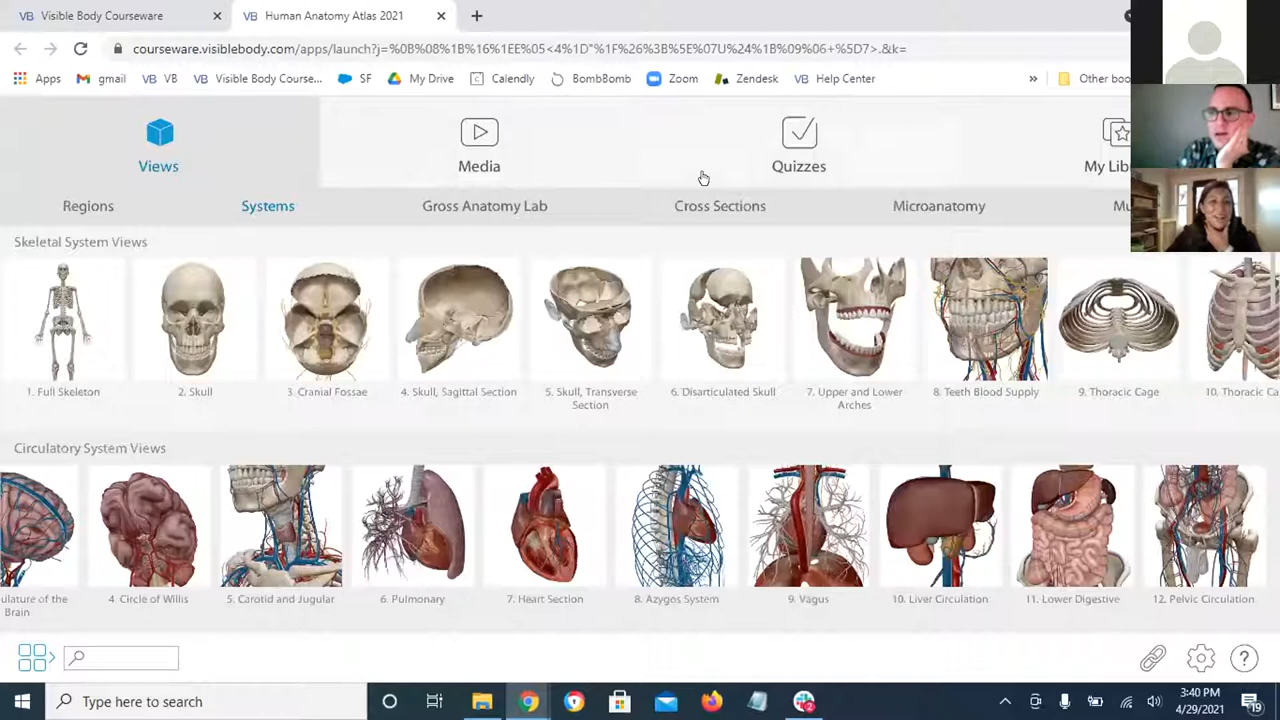 VB Visible Body Courseware
VB Human Anatomy Atlas 2021
courseware.visiblebody.com/apps/launch?j=%0B%08%1B%16%1EE%05<4%1D"%1F%26%3B%5E%07U%24%1B%09%06+%5D7>.&k=
Apps gmail VB VB Visible Body Course... SF My Drive Calendly BombBomb Zoom Zendesk VB Help Center » Other boo
Views Media Quizzes My Lib
Regions Systems Gross Anatomy Lab Cross Sections Microanatomy Mu
Skeletal System Views
1. Full Skeleton
2. Skull
3. Cranial Fossae
4. Skull, Sagittal Section
5. Skull, Transverse
Section
6. Disarticulated Skull
7. Upper and Lower
Arches
8. Teeth Blood Supply
9. Thoracic Cage
10. Thoracic Ca
Circulatory System Views
ulature of the
Brain
4. Circle of Willis
5. Carotid and Jugular
6. Pulmonary
7. Heart Section
8. Azygos System
9. Vagus
10. Liver Circulation
11. Lower Digestive
12. Pelvic Circulation
Type here to search
3:40 PM
4/29/2021
19
2